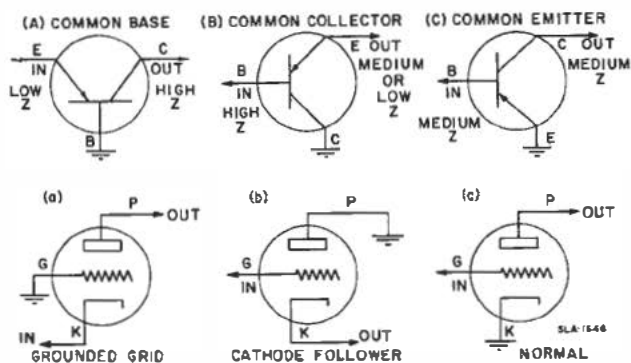 (A) COMMON BASE
E
IN
LOW
Z
C
OUT
HIGH
Z
B
(B) COMMON COLLECTOR
B
IN
HIGH
Z
E OUT
MEDIUM
OR
LOW
Z
C
(C) COMMON EMITTER
B
IN
MEDIUM
Z
C OUT
MEDIUM
Z
E
(a)
P
OUT
G
IN
K
GROUNDED GRID
(b)
P
G
IN
K
OUT
CATHODE FOLLOWER
(c)
P
OUT
G
IN
K
SLA-1546
NORMAL